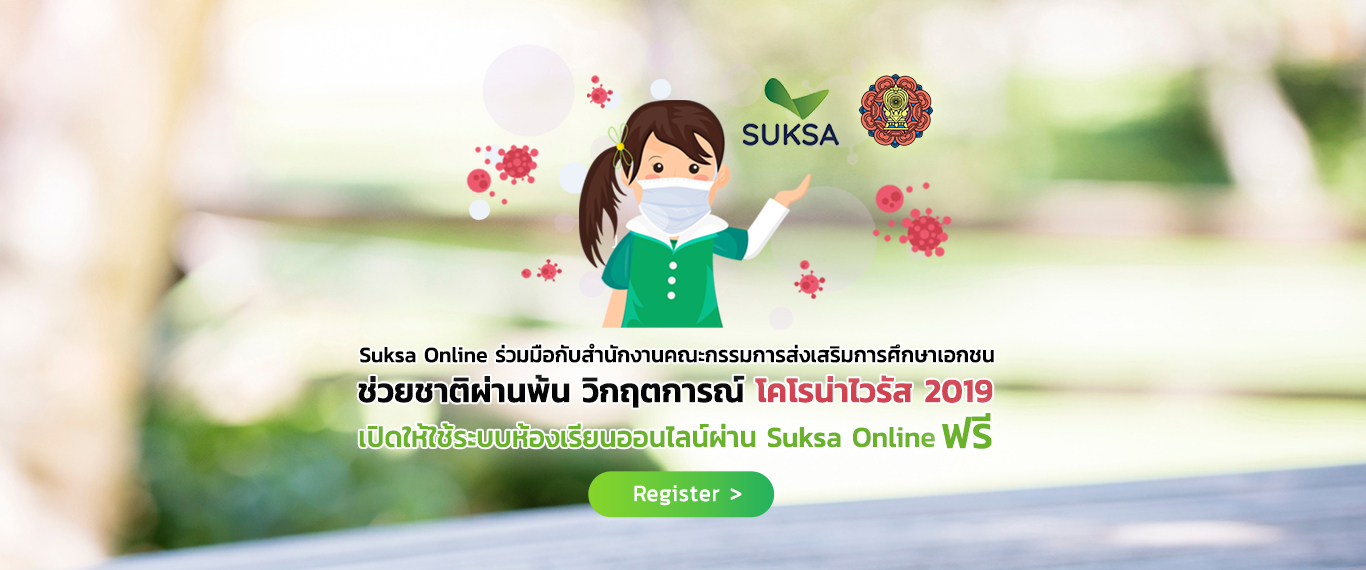 SUKSA
Suksa Online ร่วมมือกับสำนักงานคณะกรรมการส่งเสริมการศึกษาเอกชน
ช่วยชาติผ่านพ้น วิกฤตการณ์ โคโรน่าไวรัส 2019
เปิดให้ใช้ระบบห้องเรียนออนไลน์ผ่าน Suksa Online ฟรี
Register >